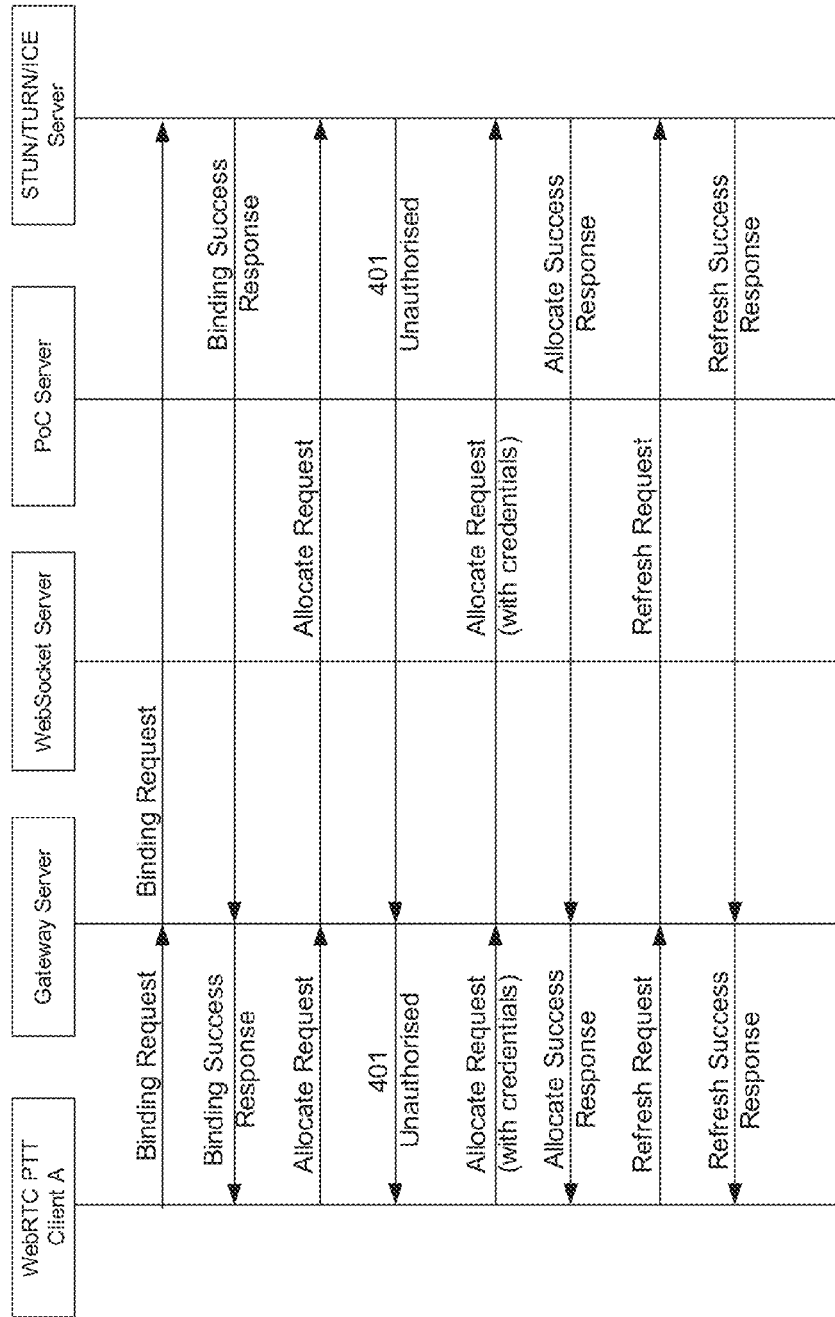 WebRTC PTT
Client A
Gateway Server
WebSocket Server
PoC Server
STUN/TURN/ICE
Server
Binding Request
Binding Request
Binding Success
Response
Binding Success
Response
Allocate Request
Allocate Request
401
Unauthorised
401
Unauthorised
Allocate Request
(with credentials)
Allocate Request
(with credentials)
Allocate Success
Response
Allocate Success
Response
Refresh Request
Refresh Request
Refresh Success
Response
Refresh Success
Response